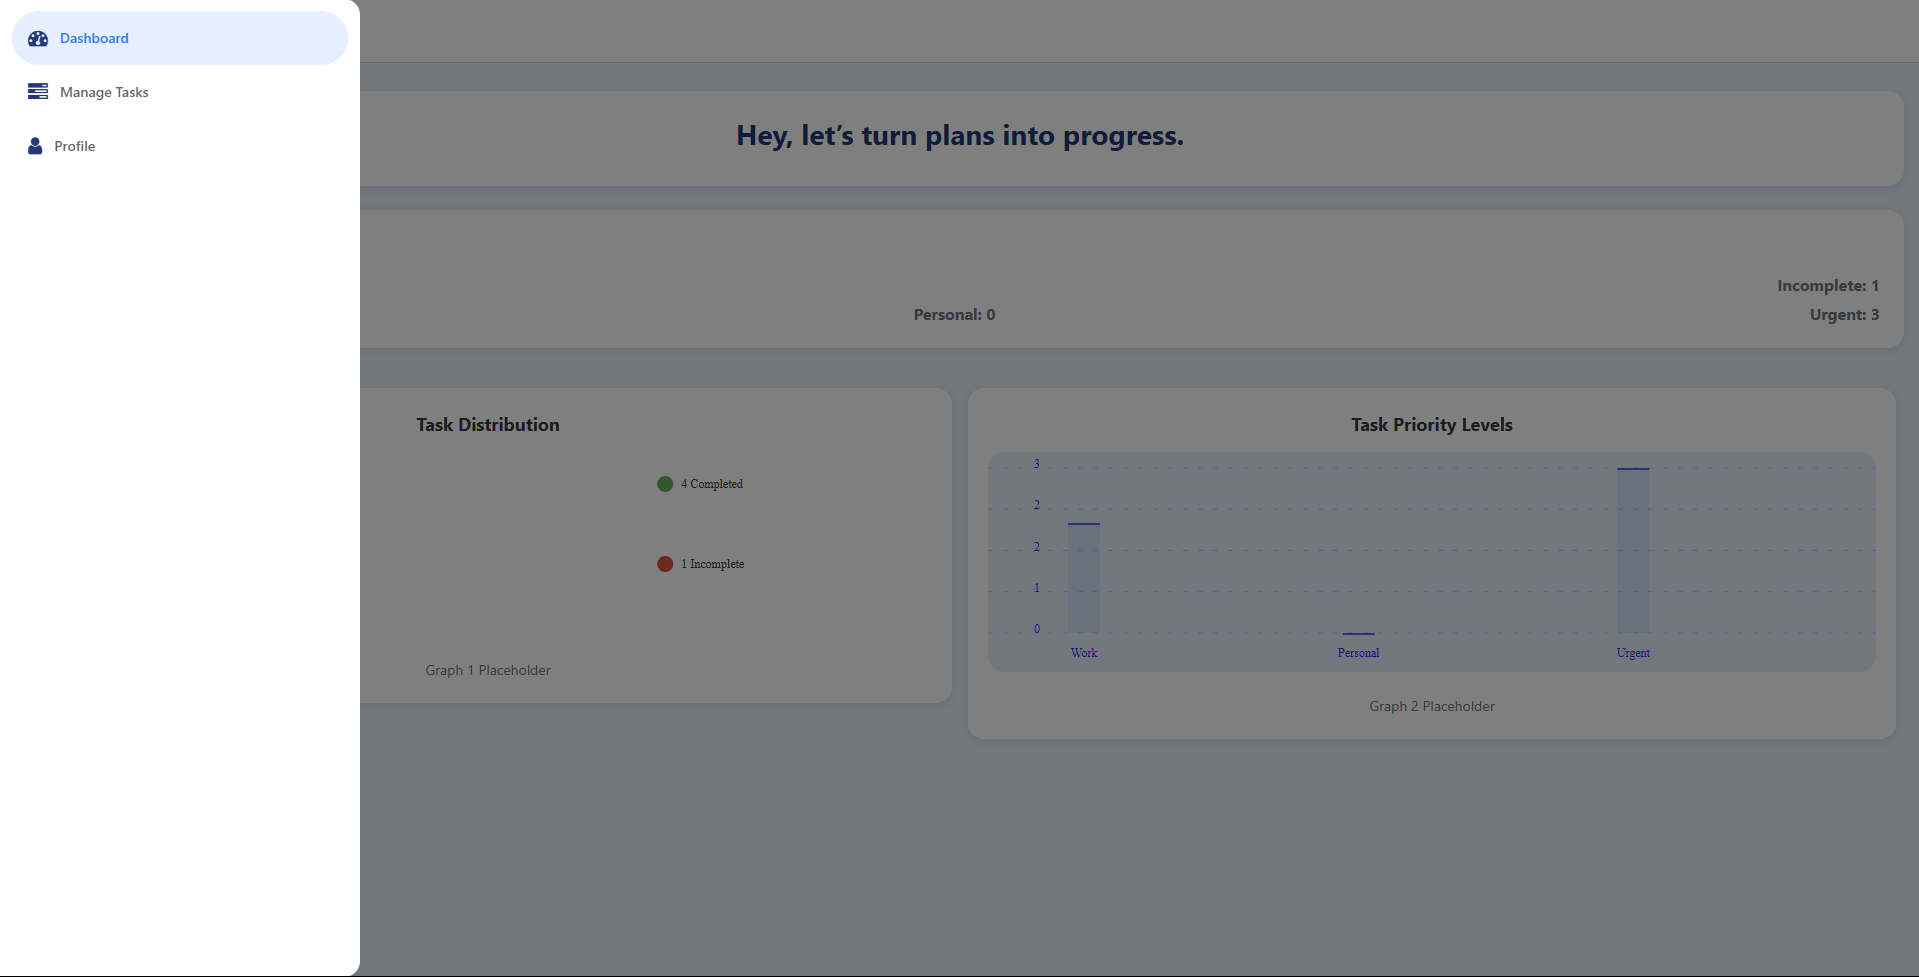 Dashboard
Manage Tasks
Profile
Hey, let’s turn plans into progress.
Incomplete: 1
Personal: 0
Urgent: 3
Task Distribution
4 Completed
1 Incomplete
Graph 1 Placeholder
Task Priority Levels
3
2
2
1
0
Work
Personal
Urgent
Graph 2 Placeholder